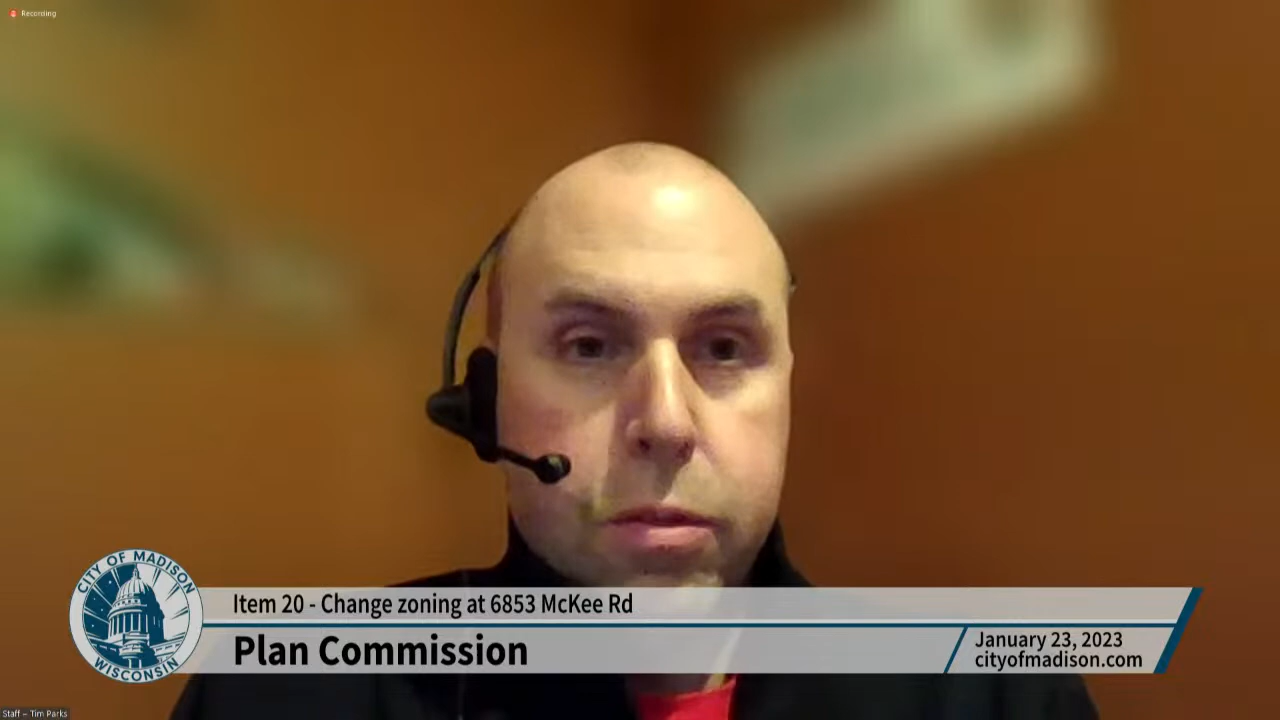 Recording
CITY OF MADISON
WISCONSIN
Item 20 - Change zoning at 6853 McKee Rd
Plan Commission
January 23, 2023
cityofmadison.com
Staff – Tim Parks